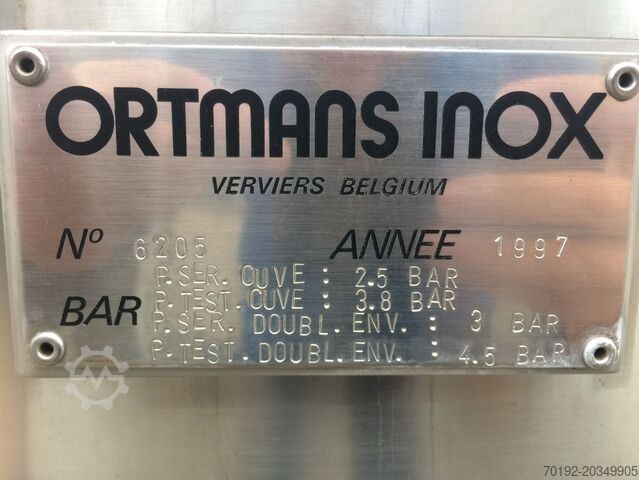 ORTMANS INOX
VERVIERS BELGIUM
Nº 6205 ANNEE 1997
P.SER. CUVE : 2.5 BAR
BAR P.TEST.CUVE : 3.8 BAR
P.SER. DOUBL.ENV. : 3 BAR
P.TEST.DOUBL.ENV. : 4.5 BAR
70192-20349905